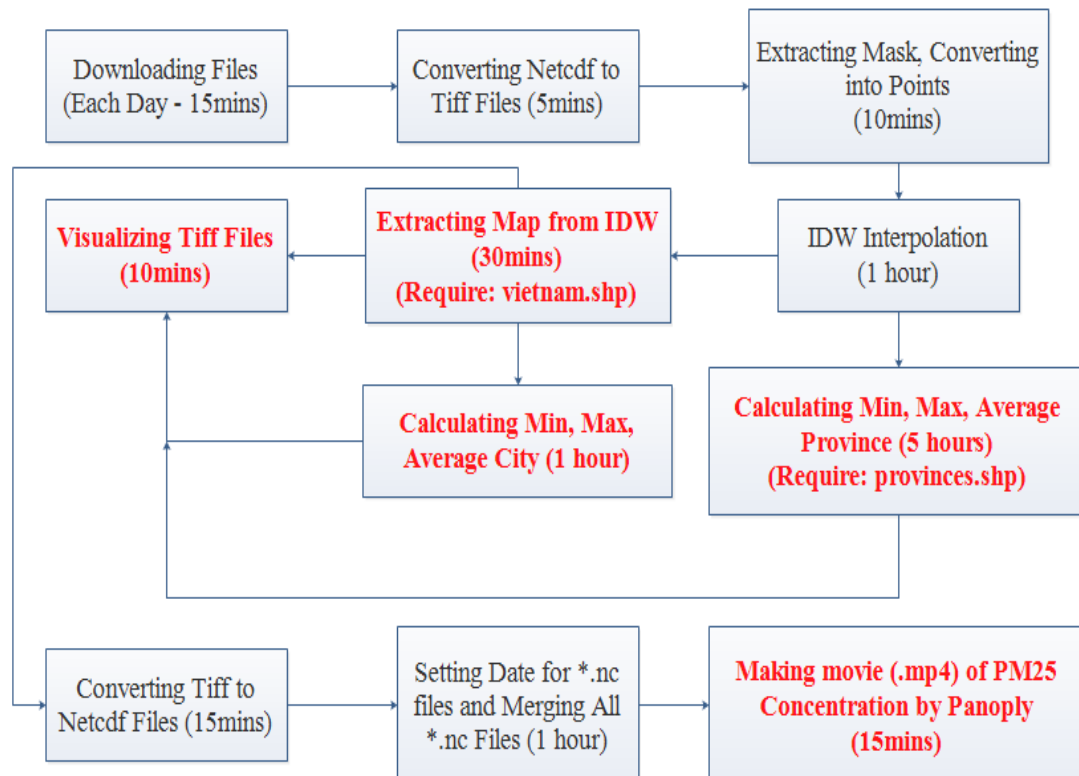 Downloading Files
(Each Day - 15mins)
Converting Netcdf to
Tiff Files (5mins)
Extracting Mask, Converting
into Points
(10mins)
Visualizing Tiff Files
(10mins)
Extracting Map from IDW
(30mins)
(Require: vietnam.shp)
IDW Interpolation
(1 hour)
Calculating Min, Max,
Average City (1 hour)
Calculating Min, Max, Average
Province (5 hours)
(Require: provinces.shp)
Converting Tiff to
Netcdf Files (15mins)
Setting Date for *.nc
files and Merging All
*.nc Files (1 hour)
Making movie (.mp4) of PM25
Concentration by Panoply
(15mins)